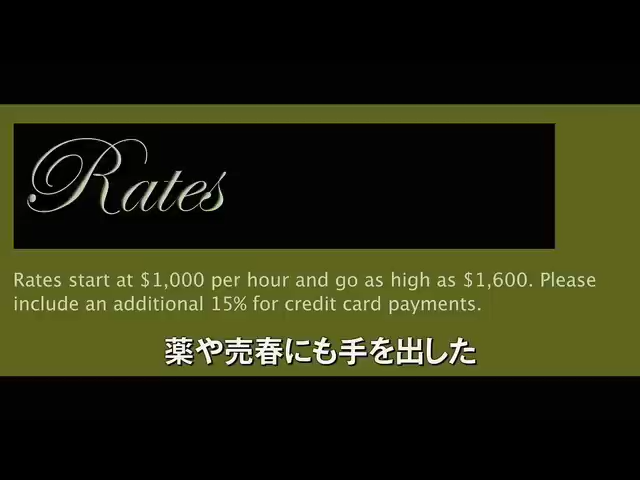 Rates
Rates start at $1,000 per hour and go as high as $1,600. Please
include an additional 15% for credit card payments.
薬や売春にも手を出した